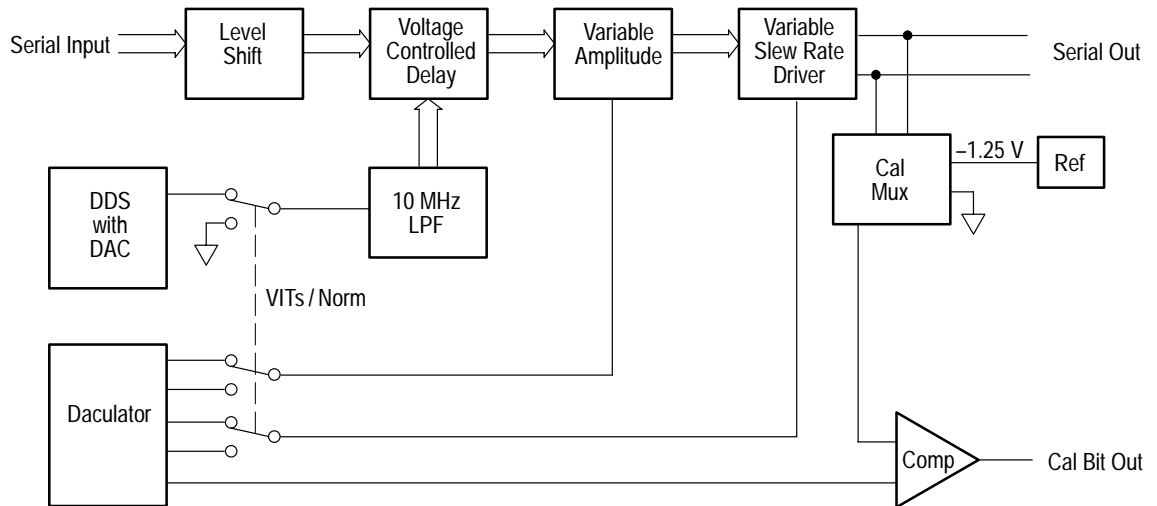 Serial Input
Level
Shift
Voltage
Controlled
Delay
Variable
Amplitude
Variable
Slew Rate
Driver
Serial Out
DDS
with
DAC
10 MHz
LPF
Cal
Mux
–1.25 V
Ref
VITs / Norm
Daculator
Comp
Cal Bit Out